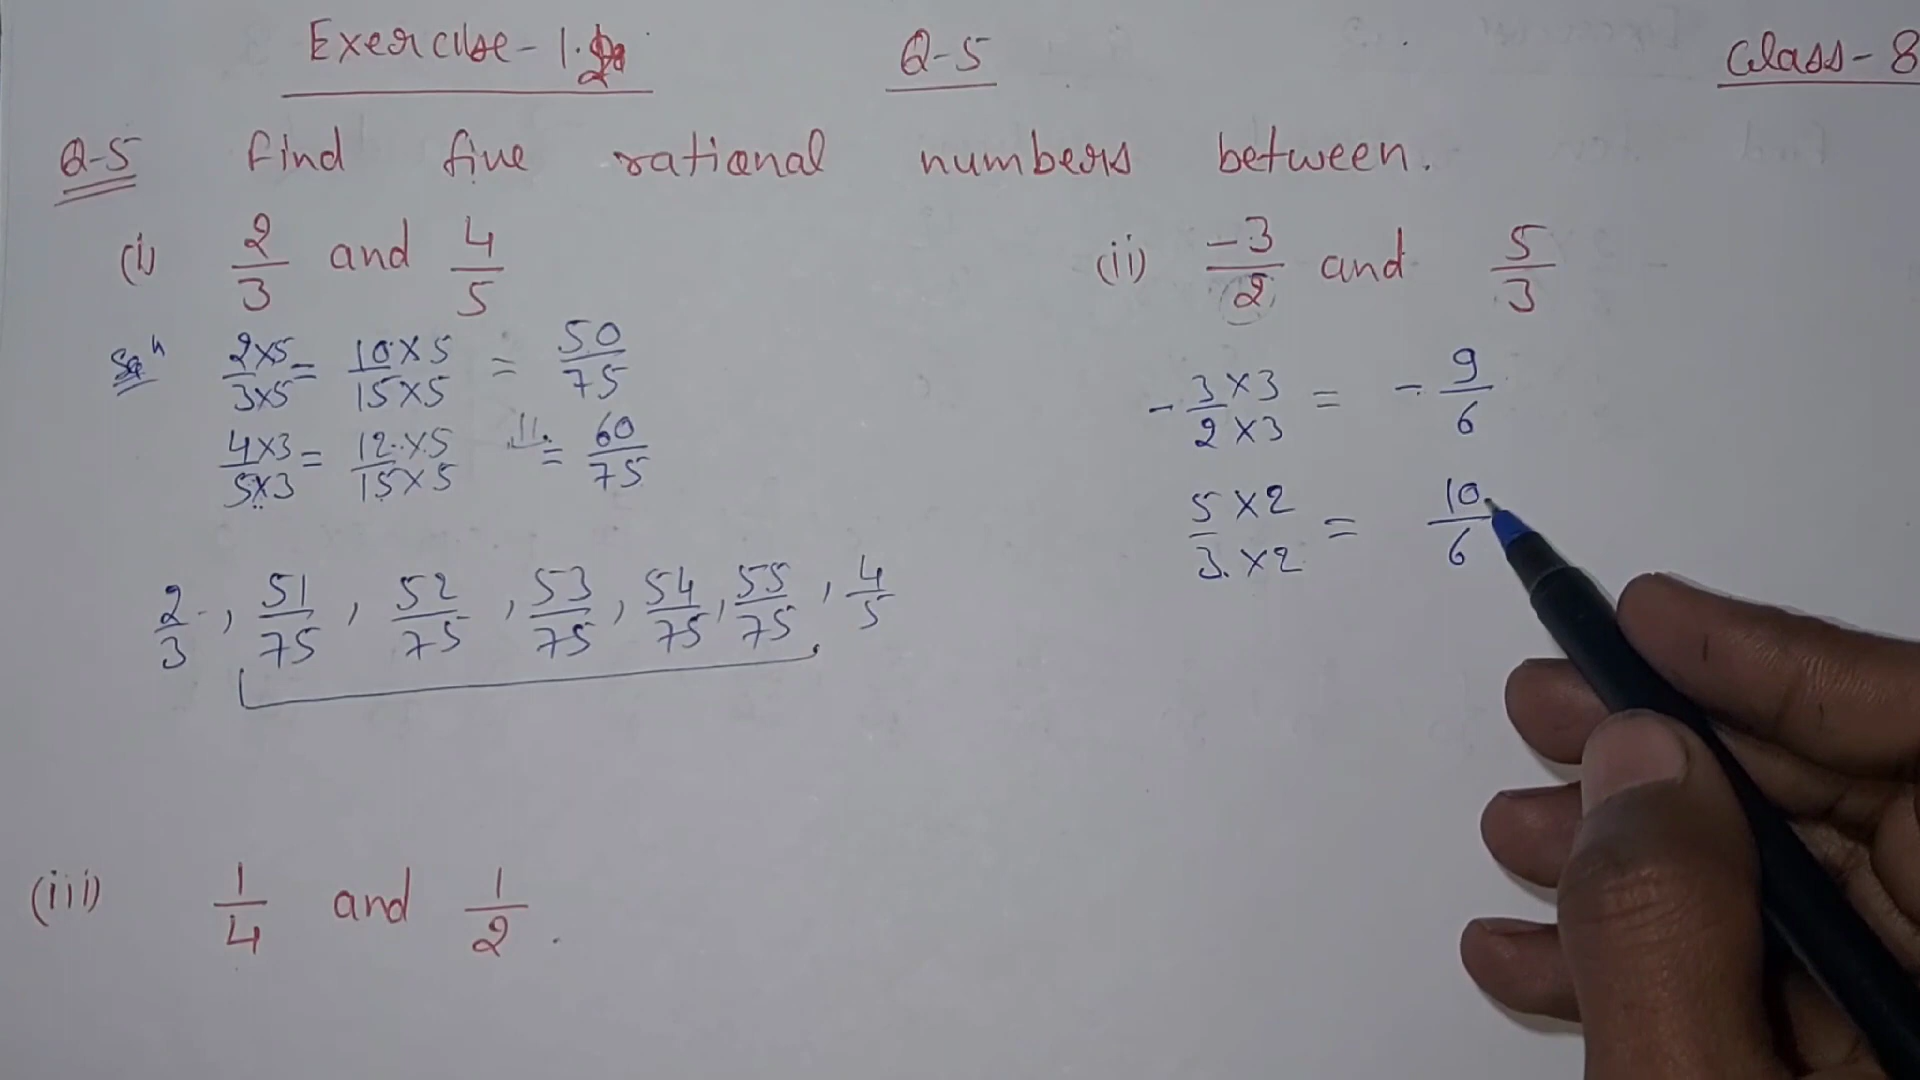 Exercise-1.2 Q-5 Class-8
Q-5 Find five rational numbers between.
(i) 2/3 and 4/5
(ii) -3/2 and 5/3
Solⁿ 2×5/3×5 = 10×5/15×5 = 50/75
4×3/5×3 = 12×5/15×5 = 60/75
2/3, 51/75, 52/75, 53/75, 54/75, 55/75, 4/5
-3×3/2×3 = -9/6
5×2/3×2 = 10/6
(iii) 1/4 and 1/2.